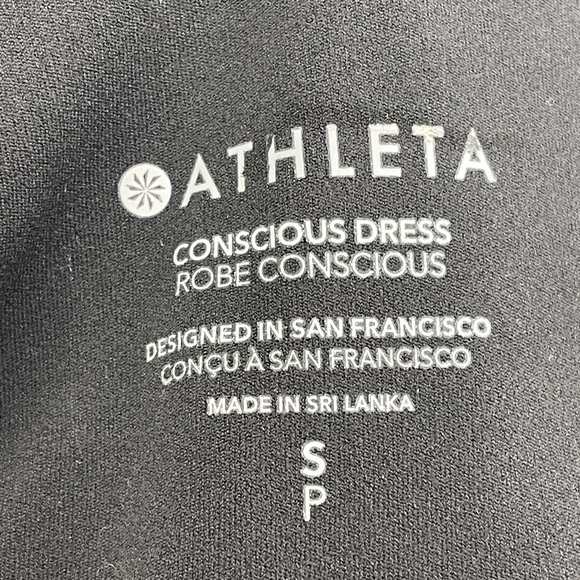 ATHLETA
CONSCIOUS DRESS
ROBE CONSCIOUS
DESIGNED IN SAN FRANCISCO
CONÇU À SAN FRANCISCO
MADE IN SRI LANKA
S
P